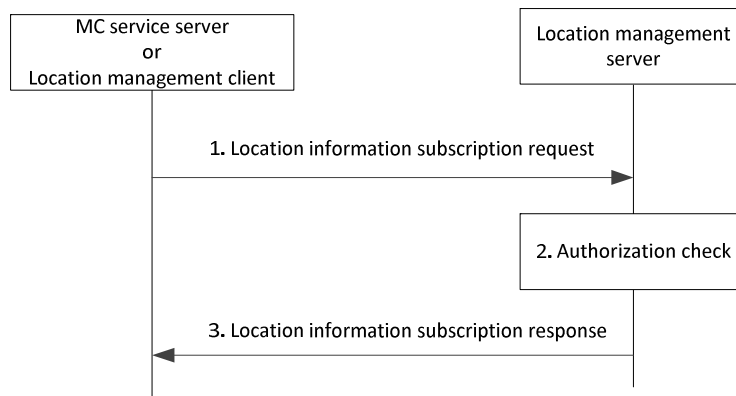 MC service server
or
Location management client
Location management
server
1. Location information subscription request
2. Authorization check
3. Location information subscription response